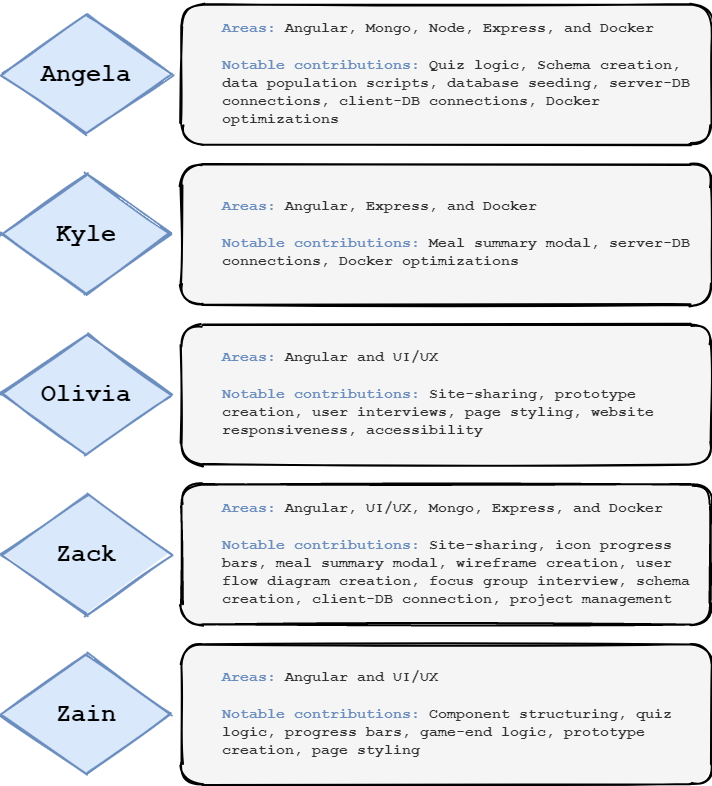 Angela
Areas: Angular, Mongo, Node, Express, and Docker
Notable contributions: Quiz logic, Schema creation,
data population scripts, database seeding, server-DB
connections, client-DB connections, Docker
optimizations
Kyle
Areas: Angular, Express, and Docker
Notable contributions: Meal summary modal, server-DB
connections, Docker optimizations
Olivia
Areas: Angular and UI/UX
Notable contributions: Site-sharing, prototype
creation, user interviews, page styling, website
responsiveness, accessibility
Zack
Areas: Angular, UI/UX, Mongo, Express, and Docker
Notable contributions: Site-sharing, icon progress
bars, meal summary modal, wireframe creation, user
flow diagram creation, focus group interview, schema
creation, client-DB connection, project management
Zain
Areas: Angular and UI/UX
Notable contributions: Component structuring, quiz
logic, progress bars, game-end logic, prototype
creation, page styling